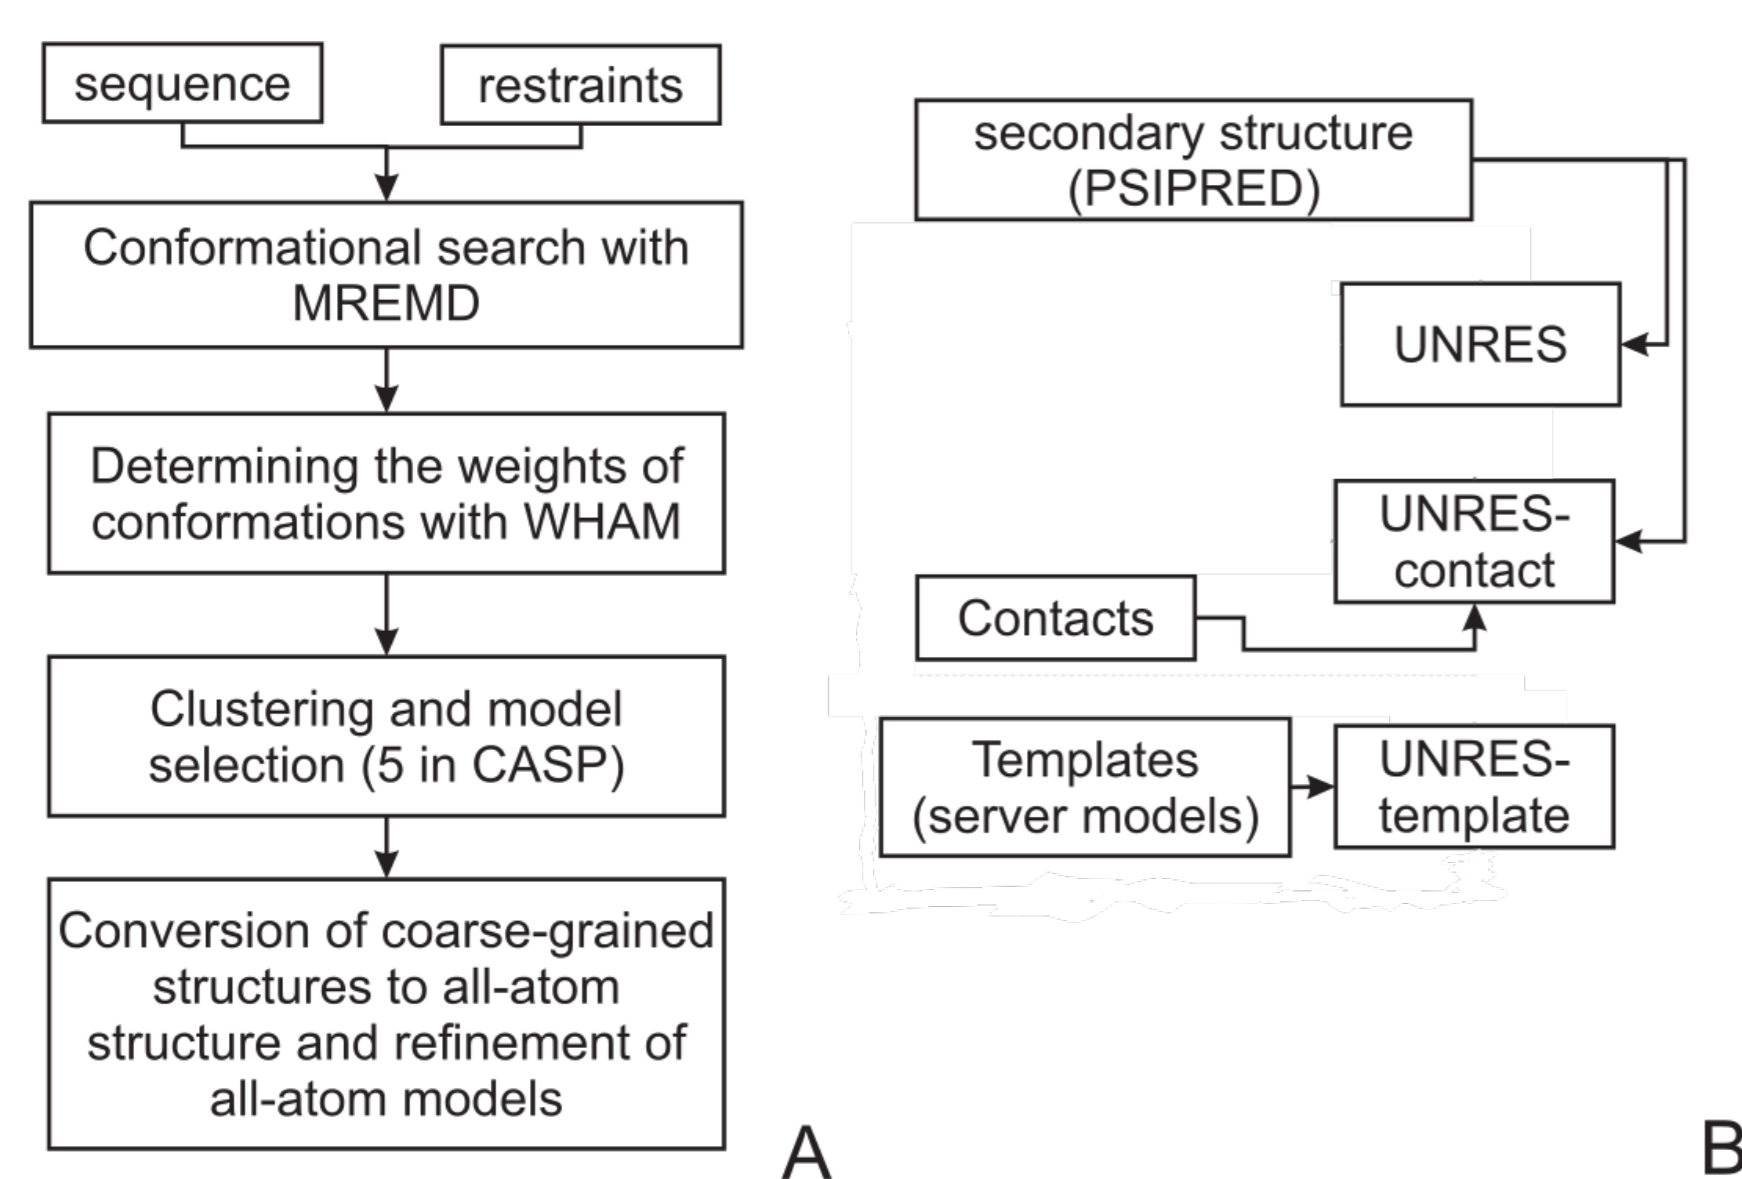 sequence
restraints
Conformational search with
MREMD
Determining the weights of
conformations with WHAM
Clustering and model
selection (5 in CASP)
Conversion of coarse-grained
structures to all-atom
structure and refinement of
all-atom models
A
secondary structure
(PSIPRED)
UNRES
UNRES-
contact
Contacts
Templates
(server models)
UNRES-
template
B